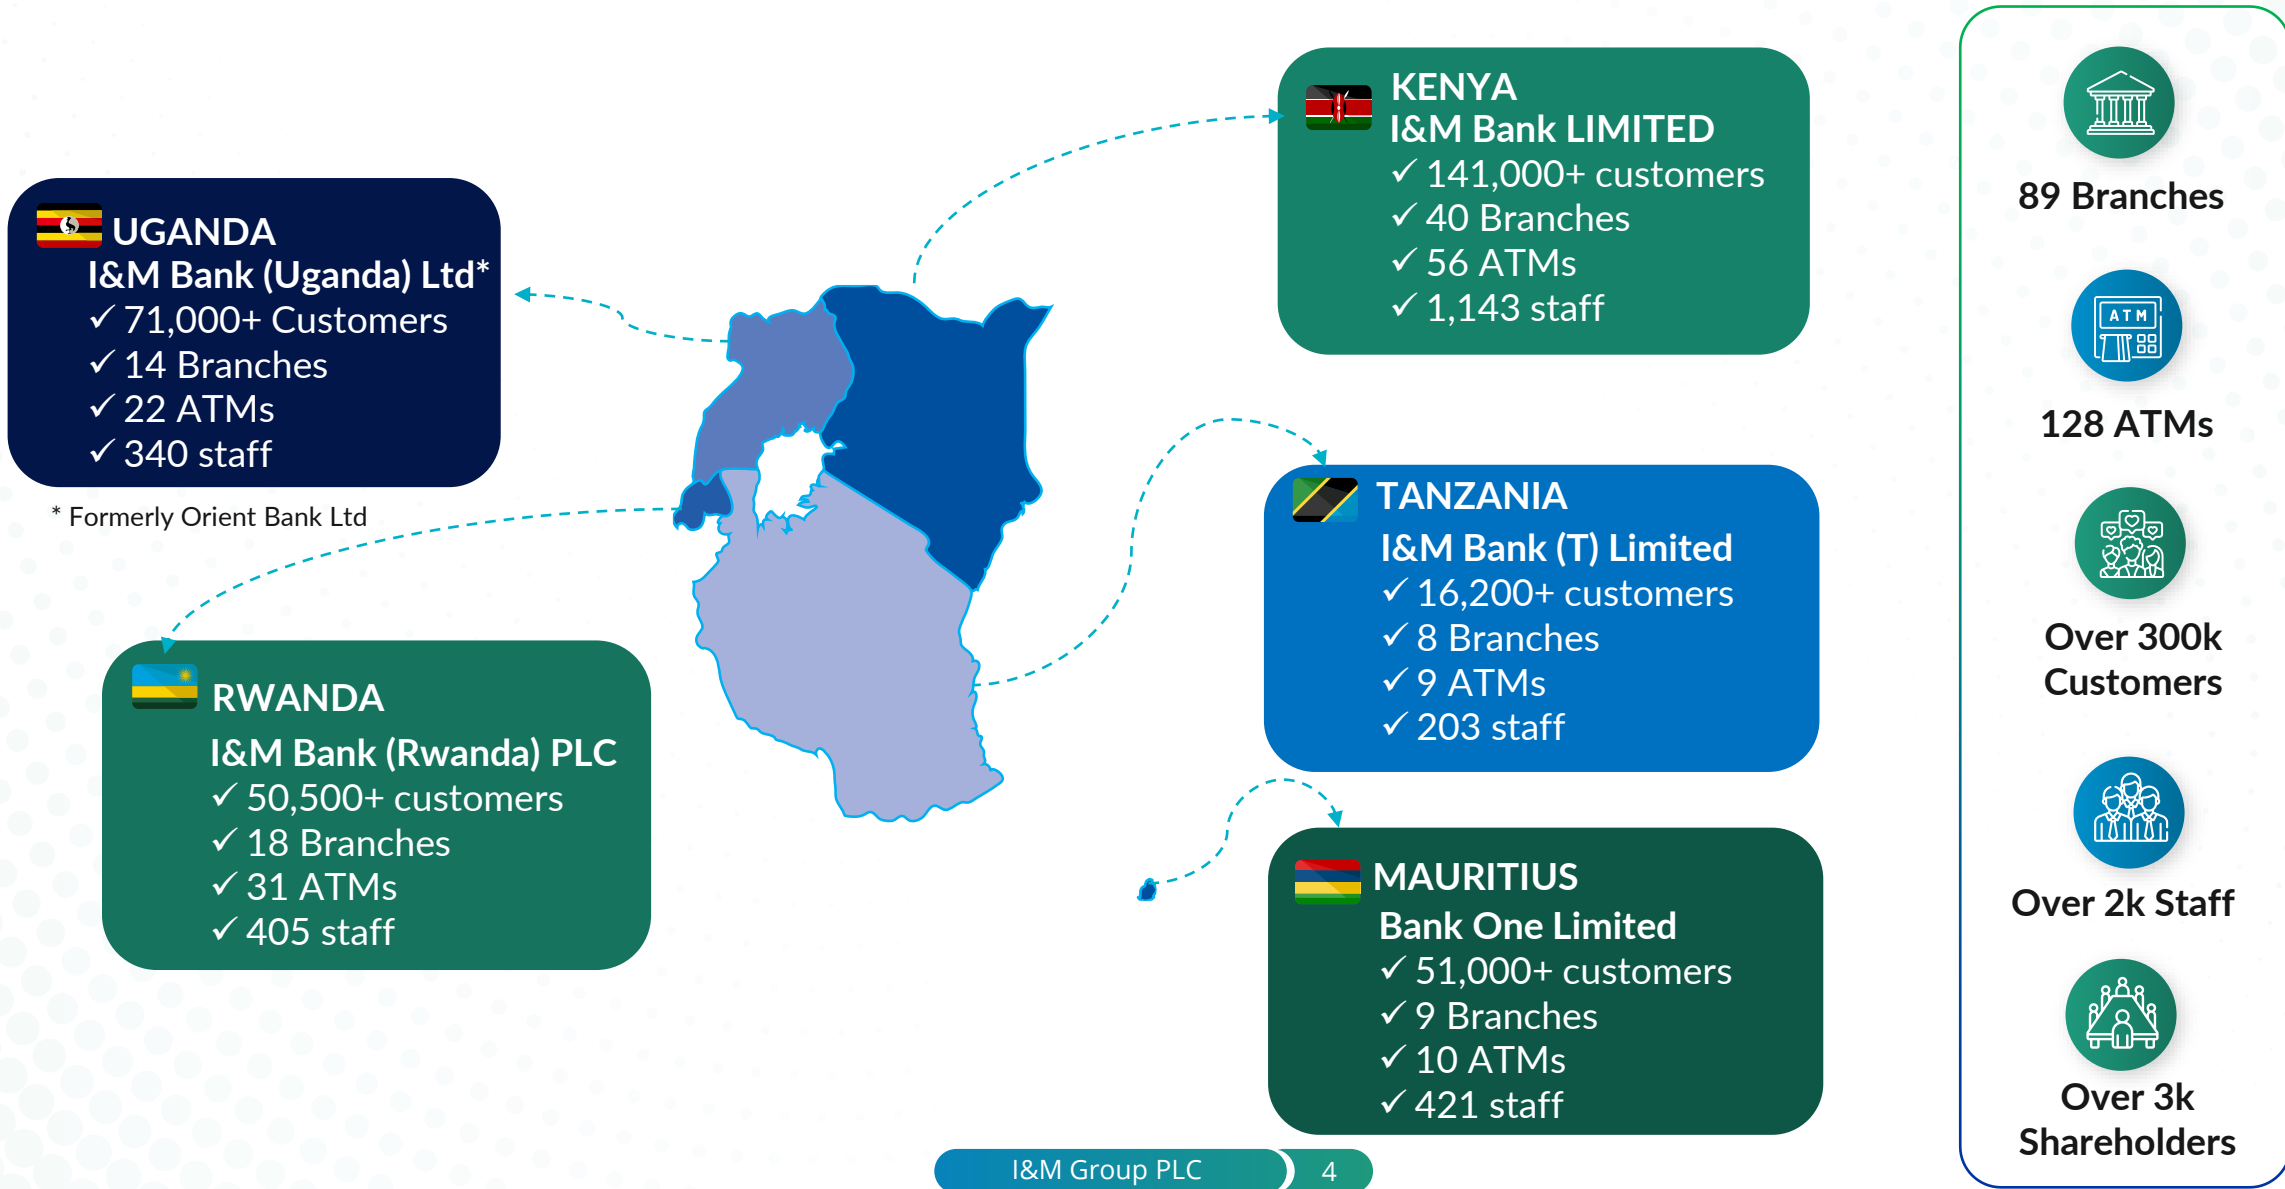 UGANDA
I&M Bank (Uganda) Ltd*
✓ 71,000+ Customers
✓ 14 Branches
✓ 22 ATMs
✓ 340 staff
* Formerly Orient Bank Ltd
RWANDA
I&M Bank (Rwanda) PLC
✓ 50,500+ customers
✓ 18 Branches
✓ 31 ATMs
✓ 405 staff
KENYA
I&M Bank LIMITED
✓ 141,000+ customers
✓ 40 Branches
✓ 56 ATMs
✓ 1,143 staff
TANZANIA
I&M Bank (T) Limited
✓ 16,200+ customers
✓ 8 Branches
✓ 9 ATMs
✓ 203 staff
MAURITIUS
Bank One Limited
✓ 51,000+ customers
✓ 9 Branches
✓ 10 ATMs
✓ 421 staff
89 Branches
ATM
128 ATMs
Over 300k
Customers
Over 2k Staff
Over 3k
Shareholders
I&M Group PLC
4